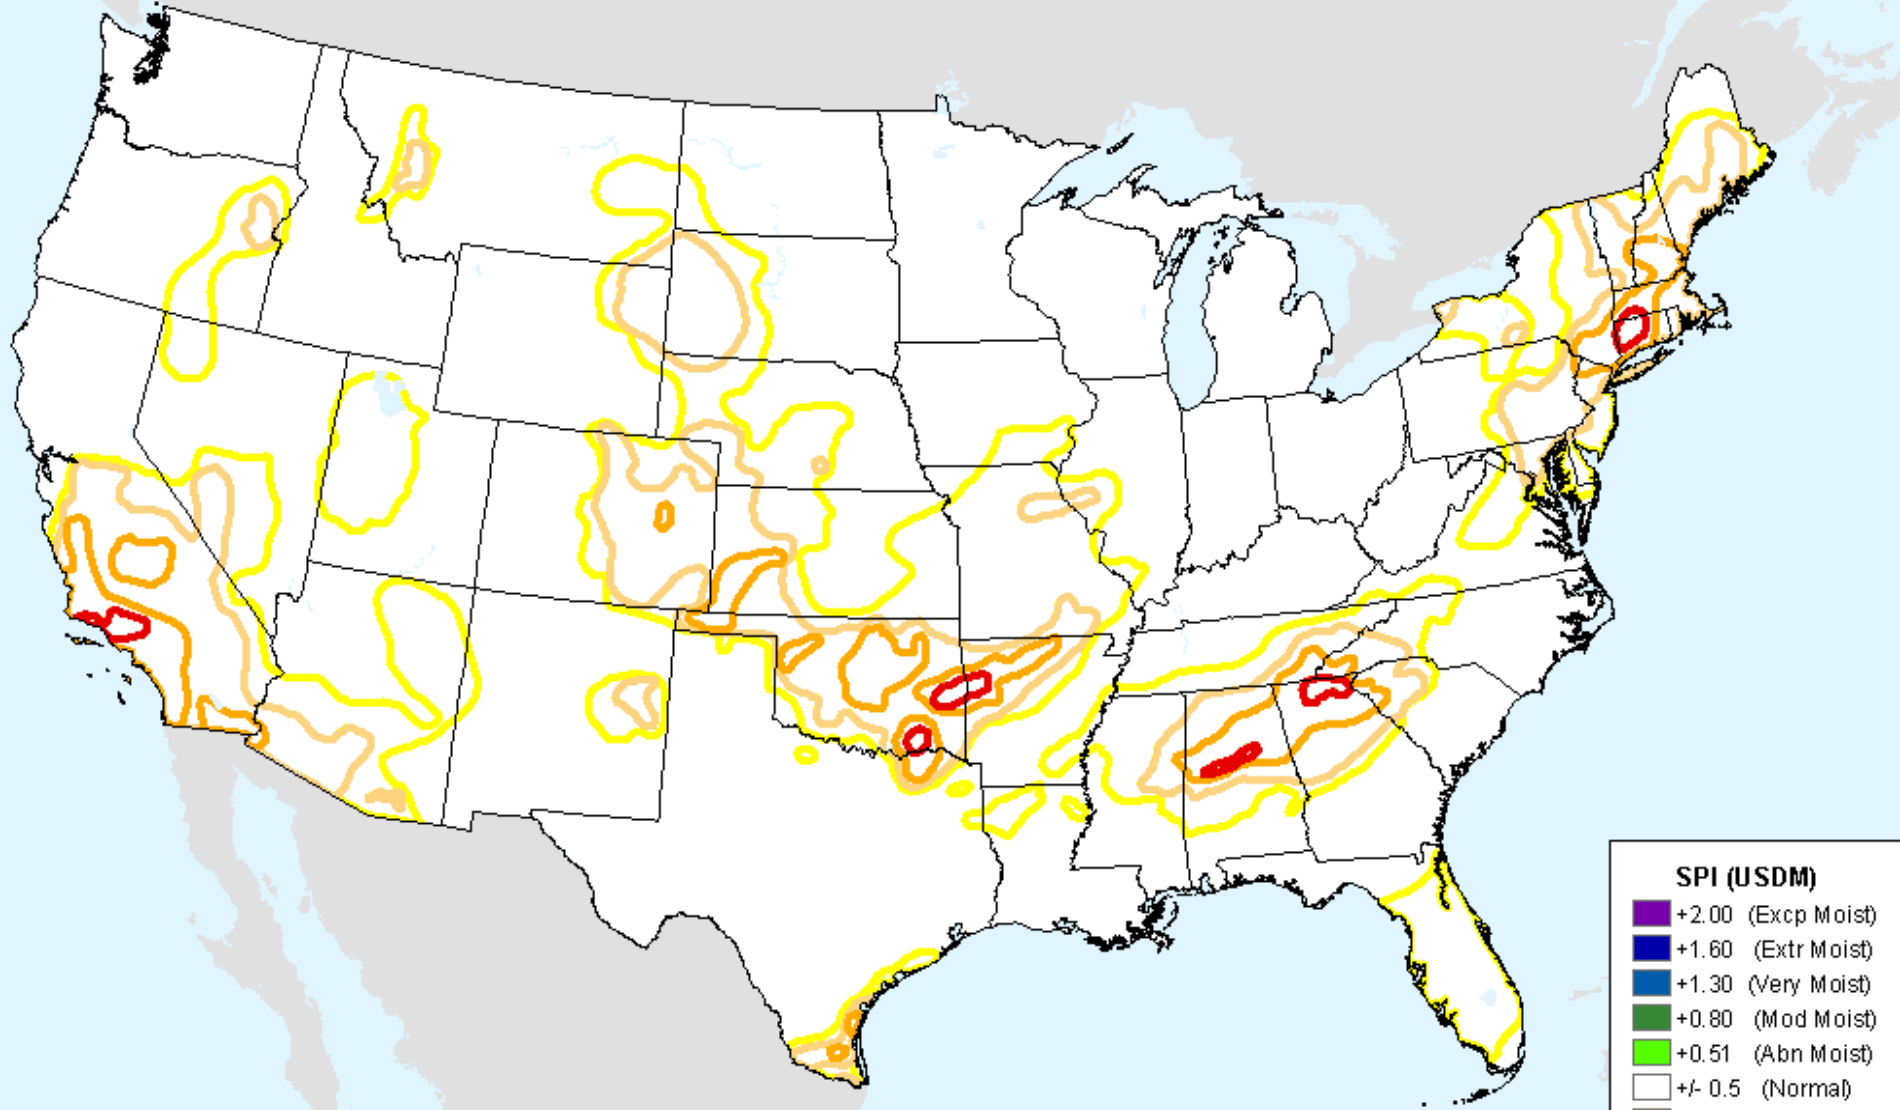 SPI (USDM)
+2.00 (Excp Moist)
+1.60 (Extr Moist)
+1.30 (Very Moist)
+0.80 (Mod Moist)
+0.51 (Abn Moist)
+/- 0.5 (Normal)